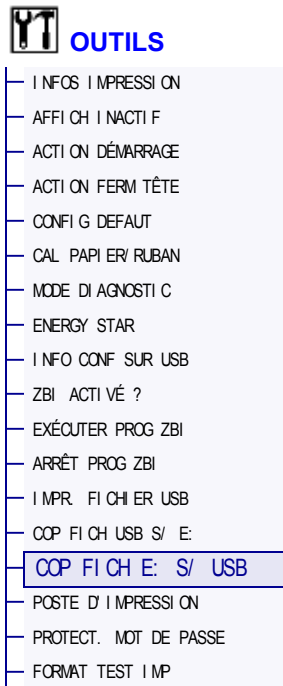 OUTILS
INFOS IMPRESSION
AFFICH INACTIF
ACTION DÉMARRAGE
ACTION FERM TÊTE
CONFIG DEFAUT
CAL PAPIER/RUBAN
MODE DIAGNOSTIC
ENERGY STAR
INFO CONF SUR USB
ZBI ACTIVÉ ?
EXÉCUTER PROG ZBI
ARRÊT PROG ZBI
IMPR. FICHIER USB
COP FICH USB S/ E:
COP FICH E: S/ USB
POSTE D'IMPRESSION
PROTECT. MOT DE PASSE
FORMAT TEST IMP